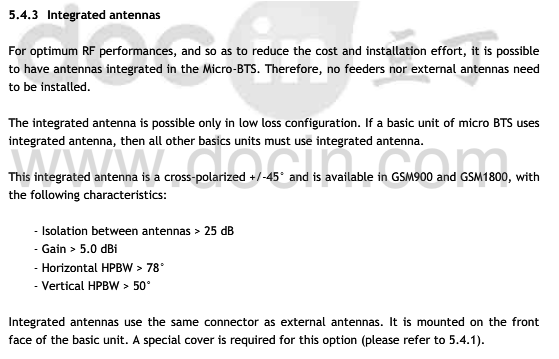 5.4.3 Integrated antennas
For optimum RF performances, and so as to reduce the cost and installation effort, it is possible
to have antennas integrated in the Micro-BTS. Therefore, no feeders nor external antennas need
to be installed.
The integrated antenna is possible only in low loss configuration. If a basic unit of micro BTS uses
integrated antenna, then all other basics units must use integrated antenna.
This integrated antenna is a cross-polarized +/-45° and is available in GSM900 and GSM1800, with
the following characteristics:
- Isolation between antennas > 25 dB
- Gain > 5.0 dBi
- Horizontal HPBW > 78°
- Vertical HPBW > 50°
Integrated antennas use the same connector as external antennas. It is mounted on the front
face of the basic unit. A special cover is required for this option (please refer to 5.4.1).
docin 豆丁
www.docin.com